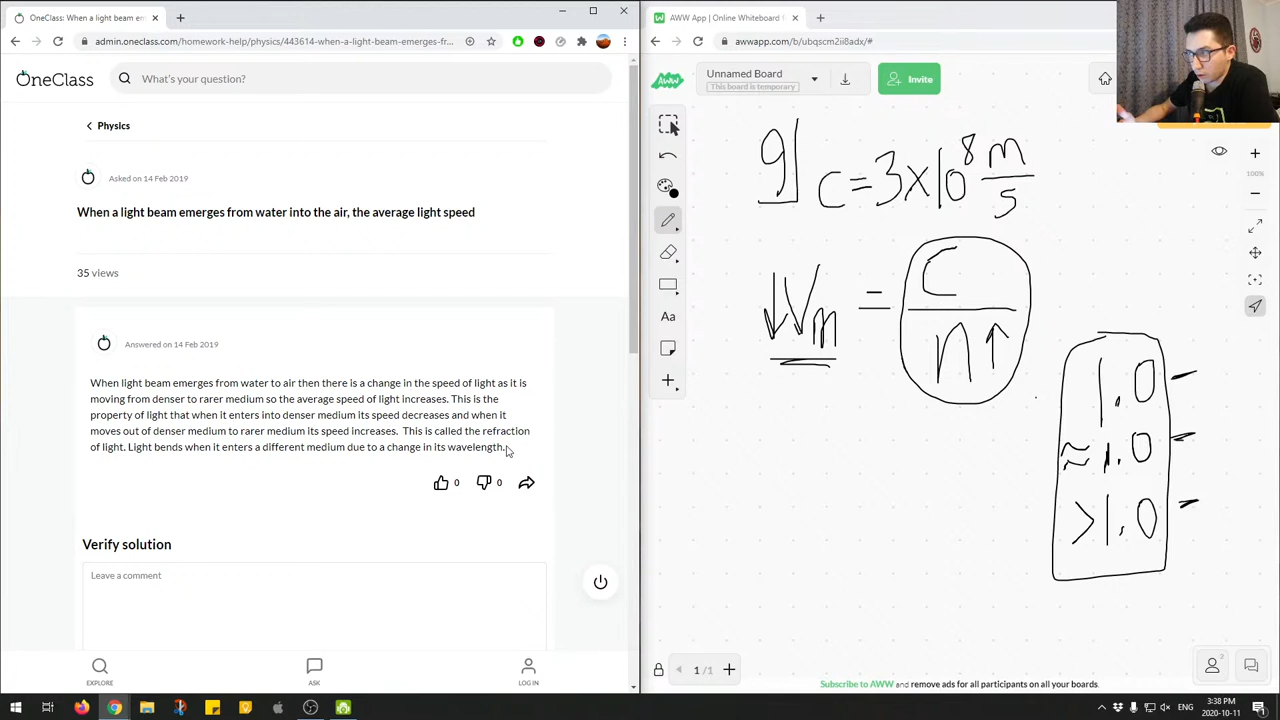 OneClass: When a light beam em
admin.oneclass.com/homework-help/physics/443614-when-a-light-beam-emerges-fr...
OneClass
What's your question?
Physics
Asked on 14 Feb 2019
When a light beam emerges from water into the air, the average light speed
35 views
Answered on 14 Feb 2019
When light beam emerges from water to air then there is a change in the speed of light as it is
moving from denser to rarer medium so the average speed of light increases. This is the
property of light that when it enters into denser medium its speed decreases and when it
moves out of denser medium to rarer medium its speed increases. This is called the refraction
of light. Light bends when it enters a different medium due to a change in its wavelength.
0
0
Verify solution
Leave a comment
EXPLORE
ASK
LOG IN
AWW App | Online Whiteboard f
awwapp.com/b/ubqscm2ii8adx/#
AWW
Unnamed Board
This board is temporary
Invite
100%
Aa
9
C = 3 × 10^8 m/s
↓Vm = C/n↑
1.0 -
≈1.0 -
>1.0 -
1 /1
Subscribe to AWW and remove ads for all participants on all your boards.
ENG
3:38 PM
2020-10-11